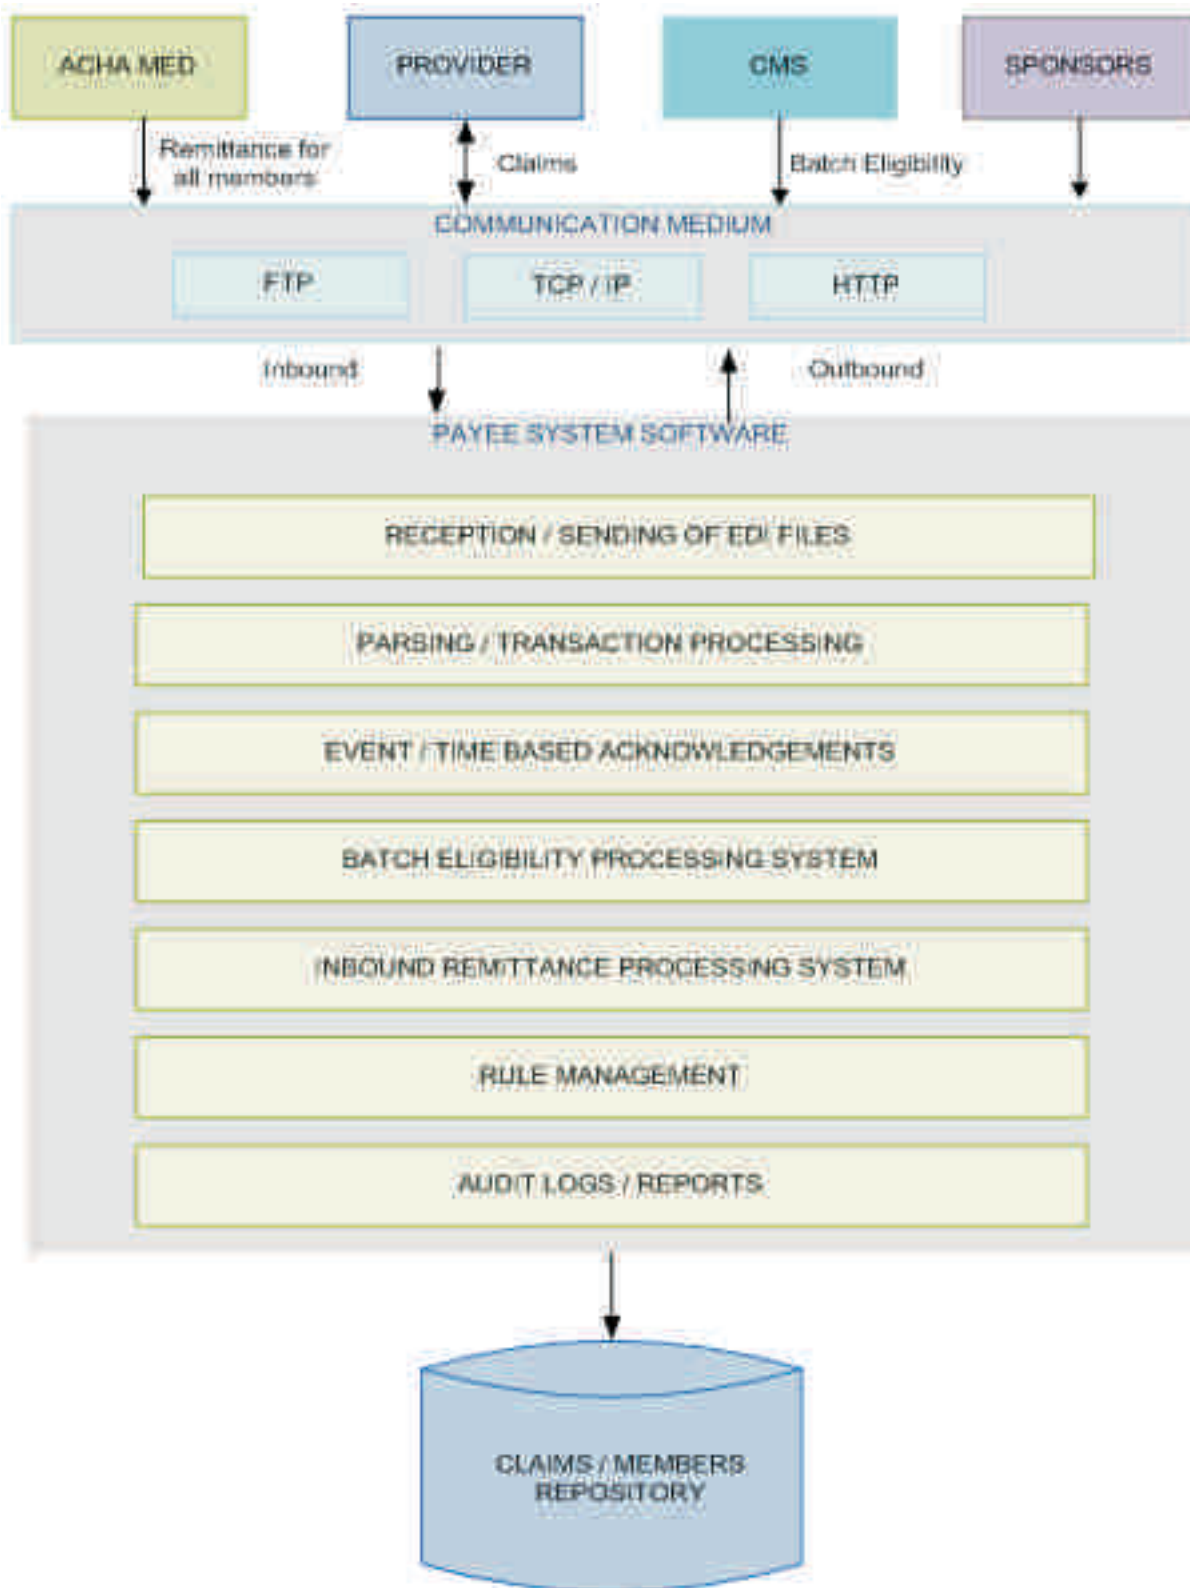 ACHA MED
PROVIDER
CMS
SPONSORS
Remittance for
all members
Claims
Batch Eligibility
COMMUNICATION MEDIUM
FTP
TCP / IP
HTTP
Inbound
Outbound
PAYEE SYSTEM SOFTWARE
RECEPTION / SENDING OF EDI FILES
PARSING / TRANSACTION PROCESSING
EVENT / TIME BASED ACKNOWLEDGEMENTS
BATCH ELIGIBILITY PROCESSING SYSTEM
INBOUND REMITTANCE PROCESSING SYSTEM
RULE MANAGEMENT
AUDIT LOGS / REPORTS
CLAIMS / MEMBERS
REPOSITORY